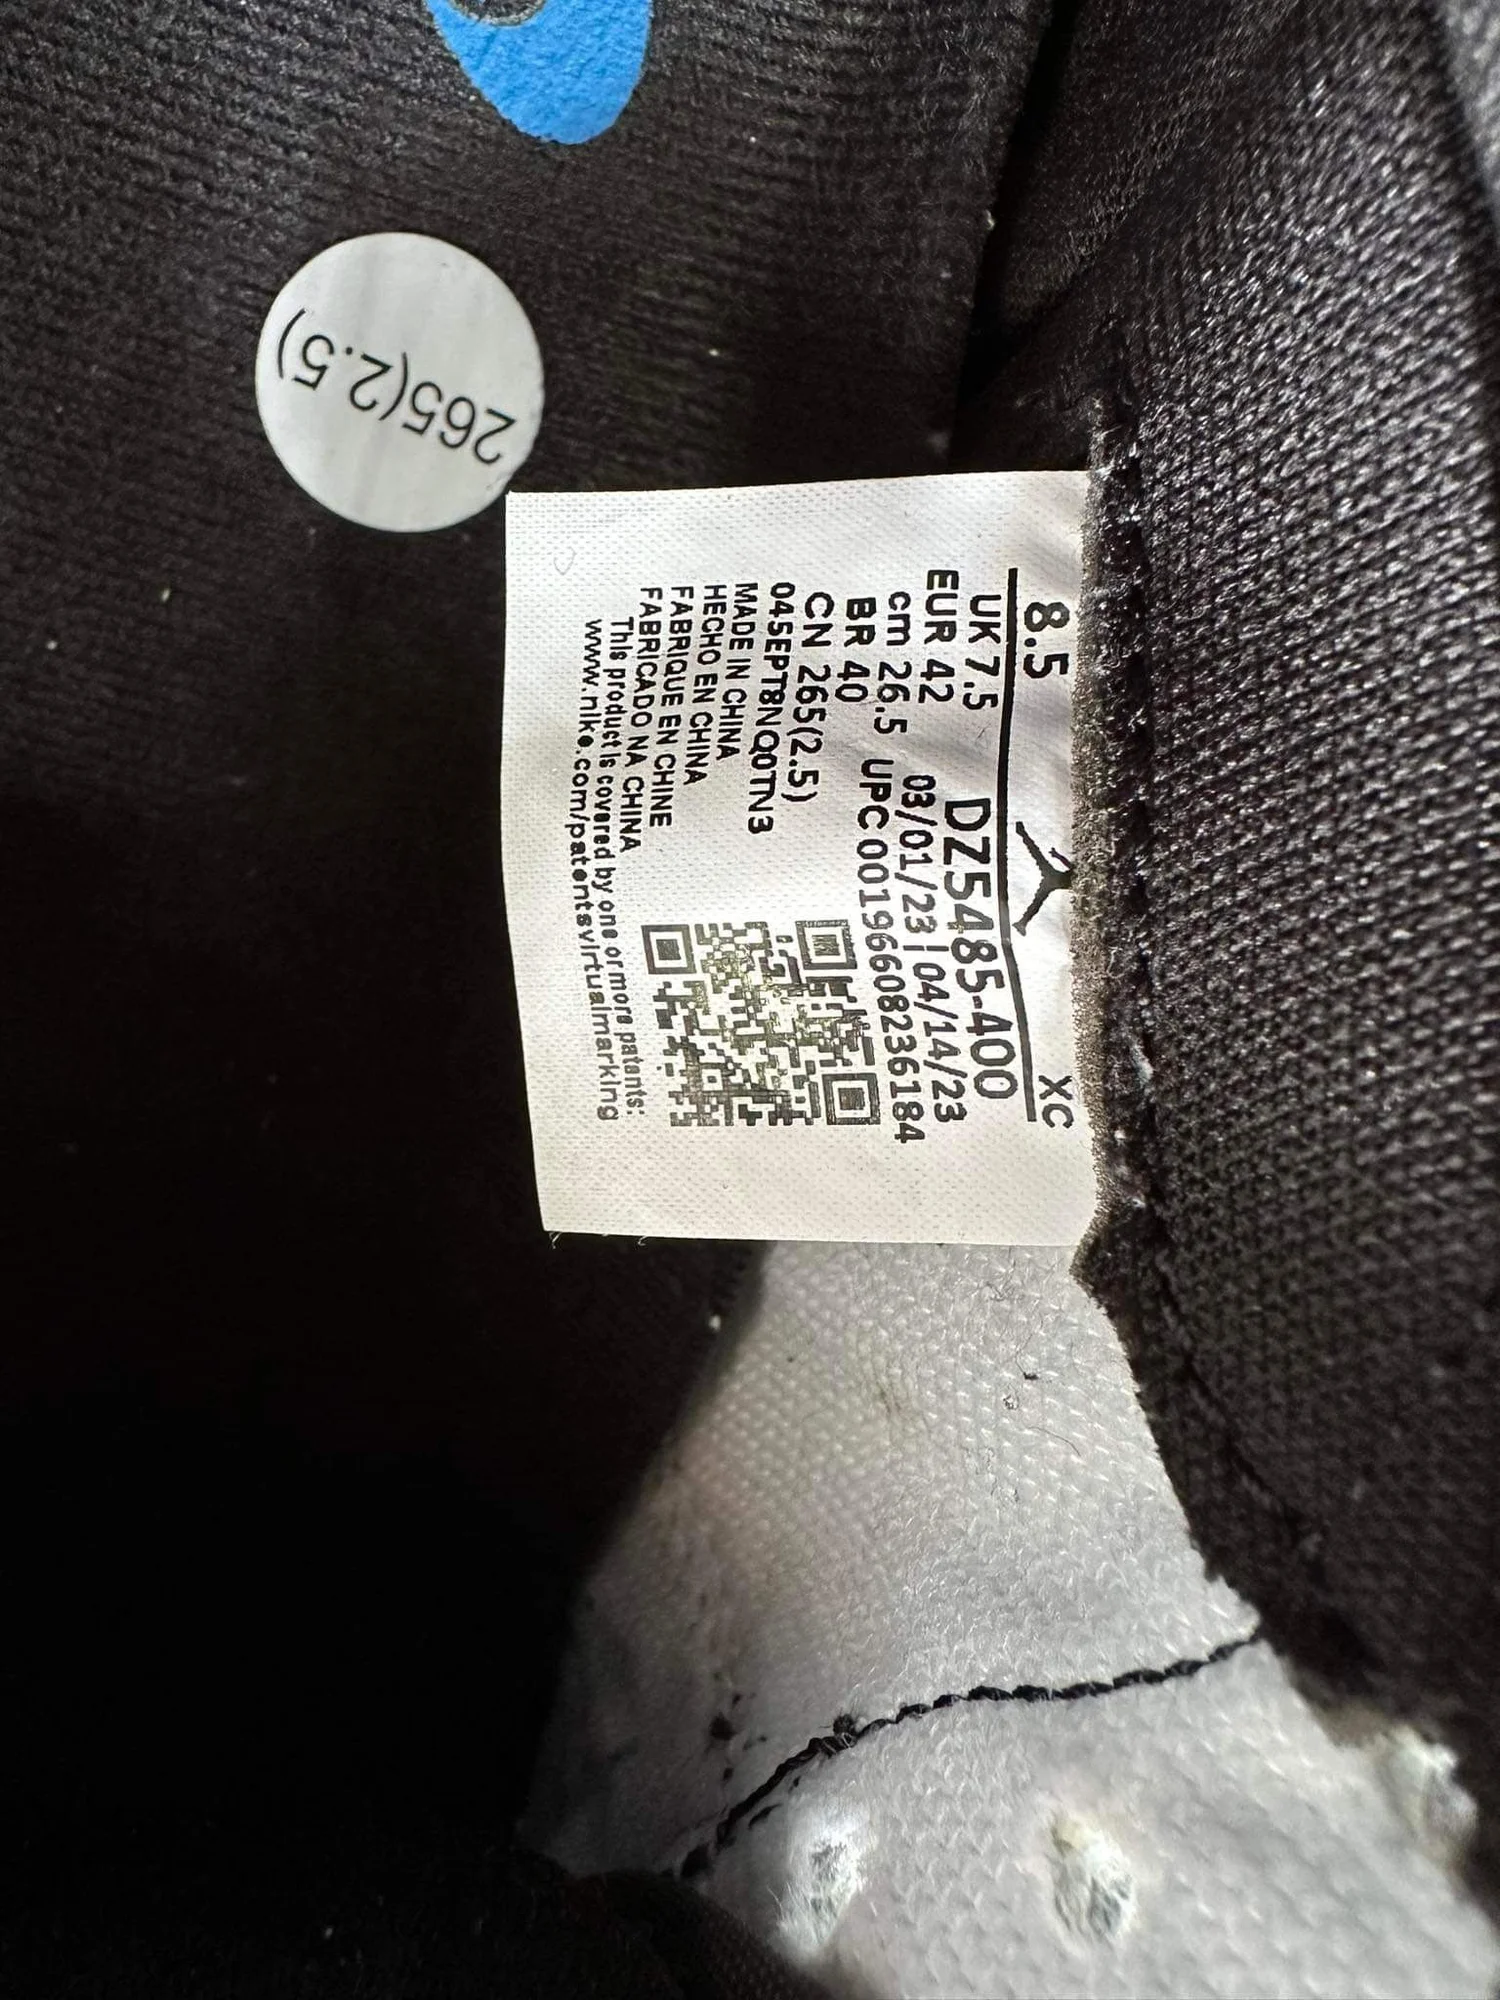 265(2.5)
8.5 XC
UK 7.5 DZ5485-400
EUR 42 03/01/23 | 04/14/23
cm 26.5 UPC 00196608236184
BR 40
CN 265(2.5)
045EPT8NQ0TN3
MADE IN CHINA
HECHO EN CHINA
FABRIQUE EN CHINE
FABRICADO NA CHINA
This product is covered by one or more patents:
www.nike.com/patentsvirtualmarking